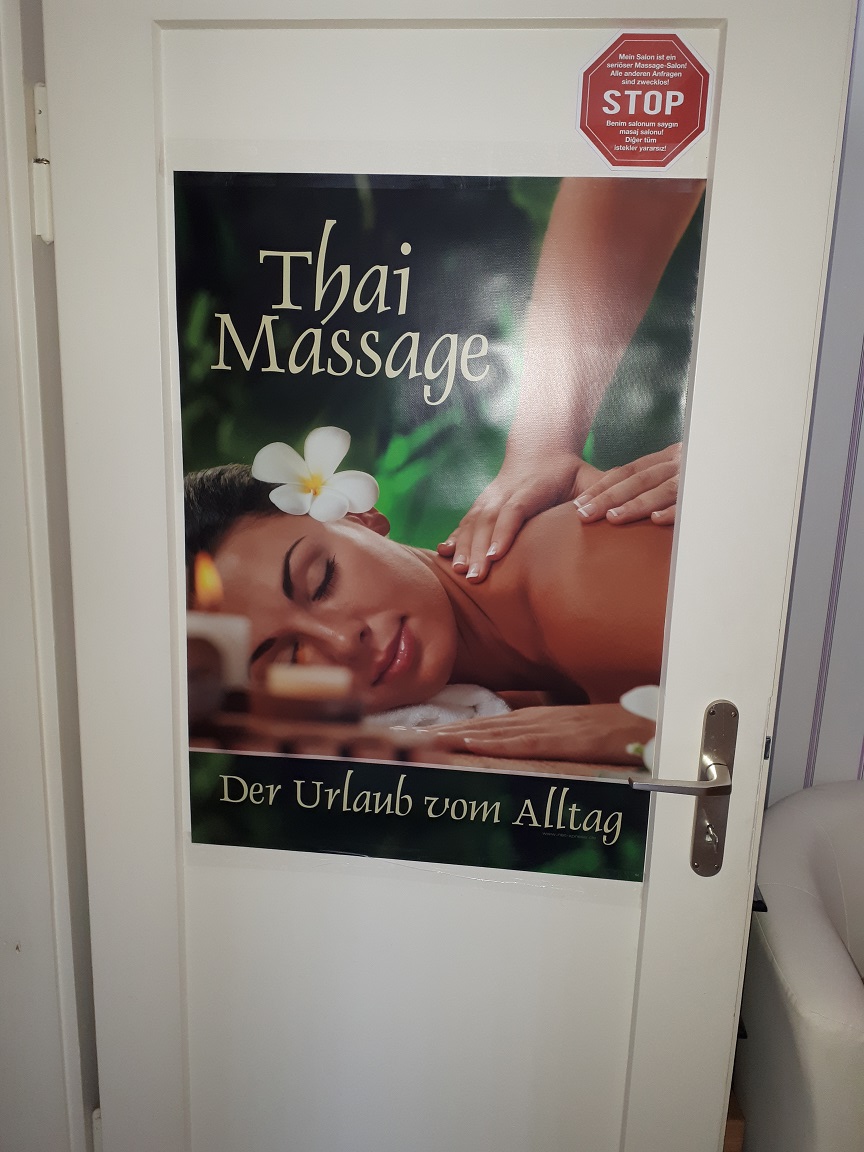 Mein Salon ist ein
seriöser Massage-Salon!
Alle anderen Anfragen
sind zwecklos!
STOP
Benim salonum saygın
masaj salonu!
Diğer tüm
istekler yararsız!
Thai
Massage
Der Urlaub vom Alltag